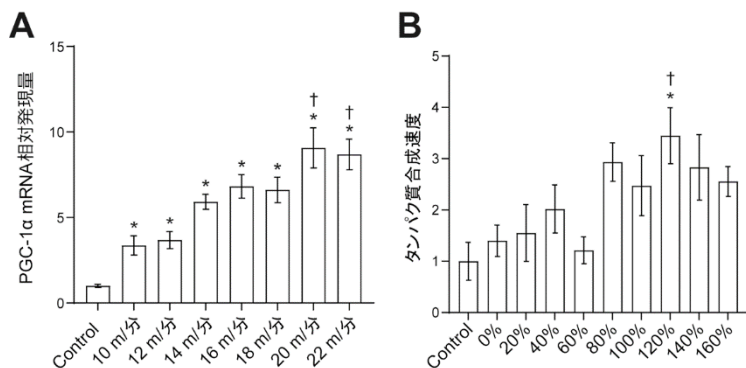 A
PGC-1α mRNA相対発現量
15
10
5
0
*
*
*
*
*
†
*
†
*
Control
10 m/分
12 m/分
14 m/分
16 m/分
18 m/分
20 m/分
22 m/分
B
タンパク質合成速度
5
4
3
2
1
0
†
*
Control
0%
20%
40%
60%
80%
100%
120%
140%
160%